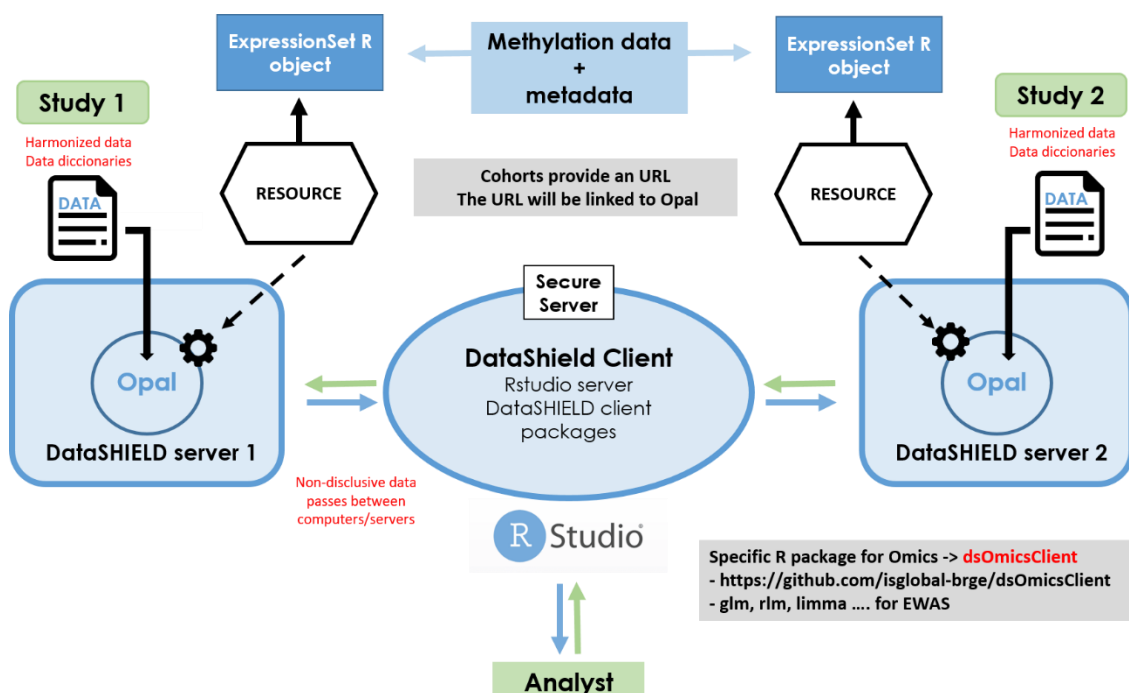 ExpressionSet R
object
Methylation data
+
metadata
ExpressionSet R
object
Study 1
Harmonized data
Data diccionaries
DATA
RESOURCE
Cohorts provide an URL
The URL will be linked to Opal
RESOURCE
Study 2
Harmonized data
Data diccionaries
DATA
Opal
DataSHIELD server 1
Secure
Server
DataShield Client
Rstudio server
DataSHIELD client
packages
Opal
DataSHIELD server 2
Non-disclusive data
passes between
computers/servers
R Studio®
Specific R package for Omics -> dsOmicsClient
- https://github.com/isglobal-brge/dsOmicsClient
- glm, rlm, limma .... for EWAS
Analyst